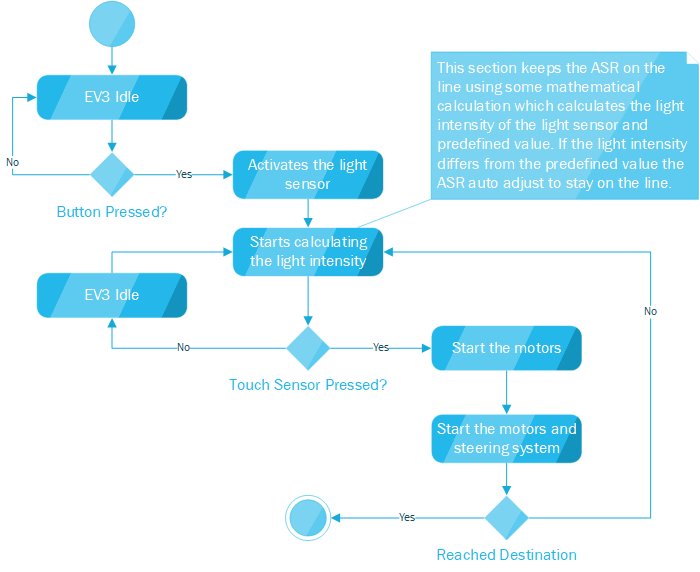 EV3 Idle
This section keeps the ASR on the
line using some mathematical
calculation which calculates the light
intensity of the light sensor and
predefined value. If the light intensity
differs from the predefined value the
ASR auto adjust to stay on the line.
No
Yes
Button Pressed?
Activates the light
sensor
Starts calculating
the light intensity
EV3 Idle
No
No
Yes
Touch Sensor Pressed?
Start the motors
Start the motors and
steering system
Yes
Reached Destination